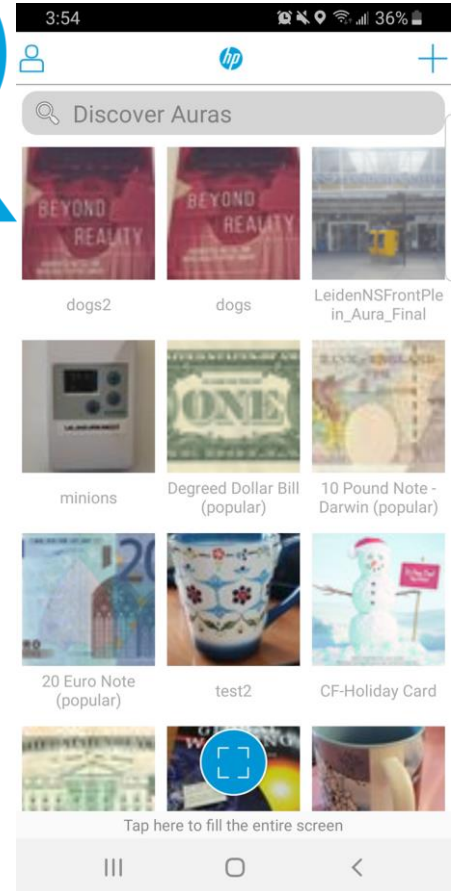 3:54
36%
hp
Discover Auras
BEYOND
REALITY
BEYOND
REALITY
dogs2
dogs
LeidenNSFrontPle
in_Aura_Final
ONE
minions
Degreed Dollar Bill
(popular)
10 Pound Note -
Darwin (popular)
20
20 Euro Note
(popular)
test2
CF-Holiday Card
Tap here to fill the entire screen